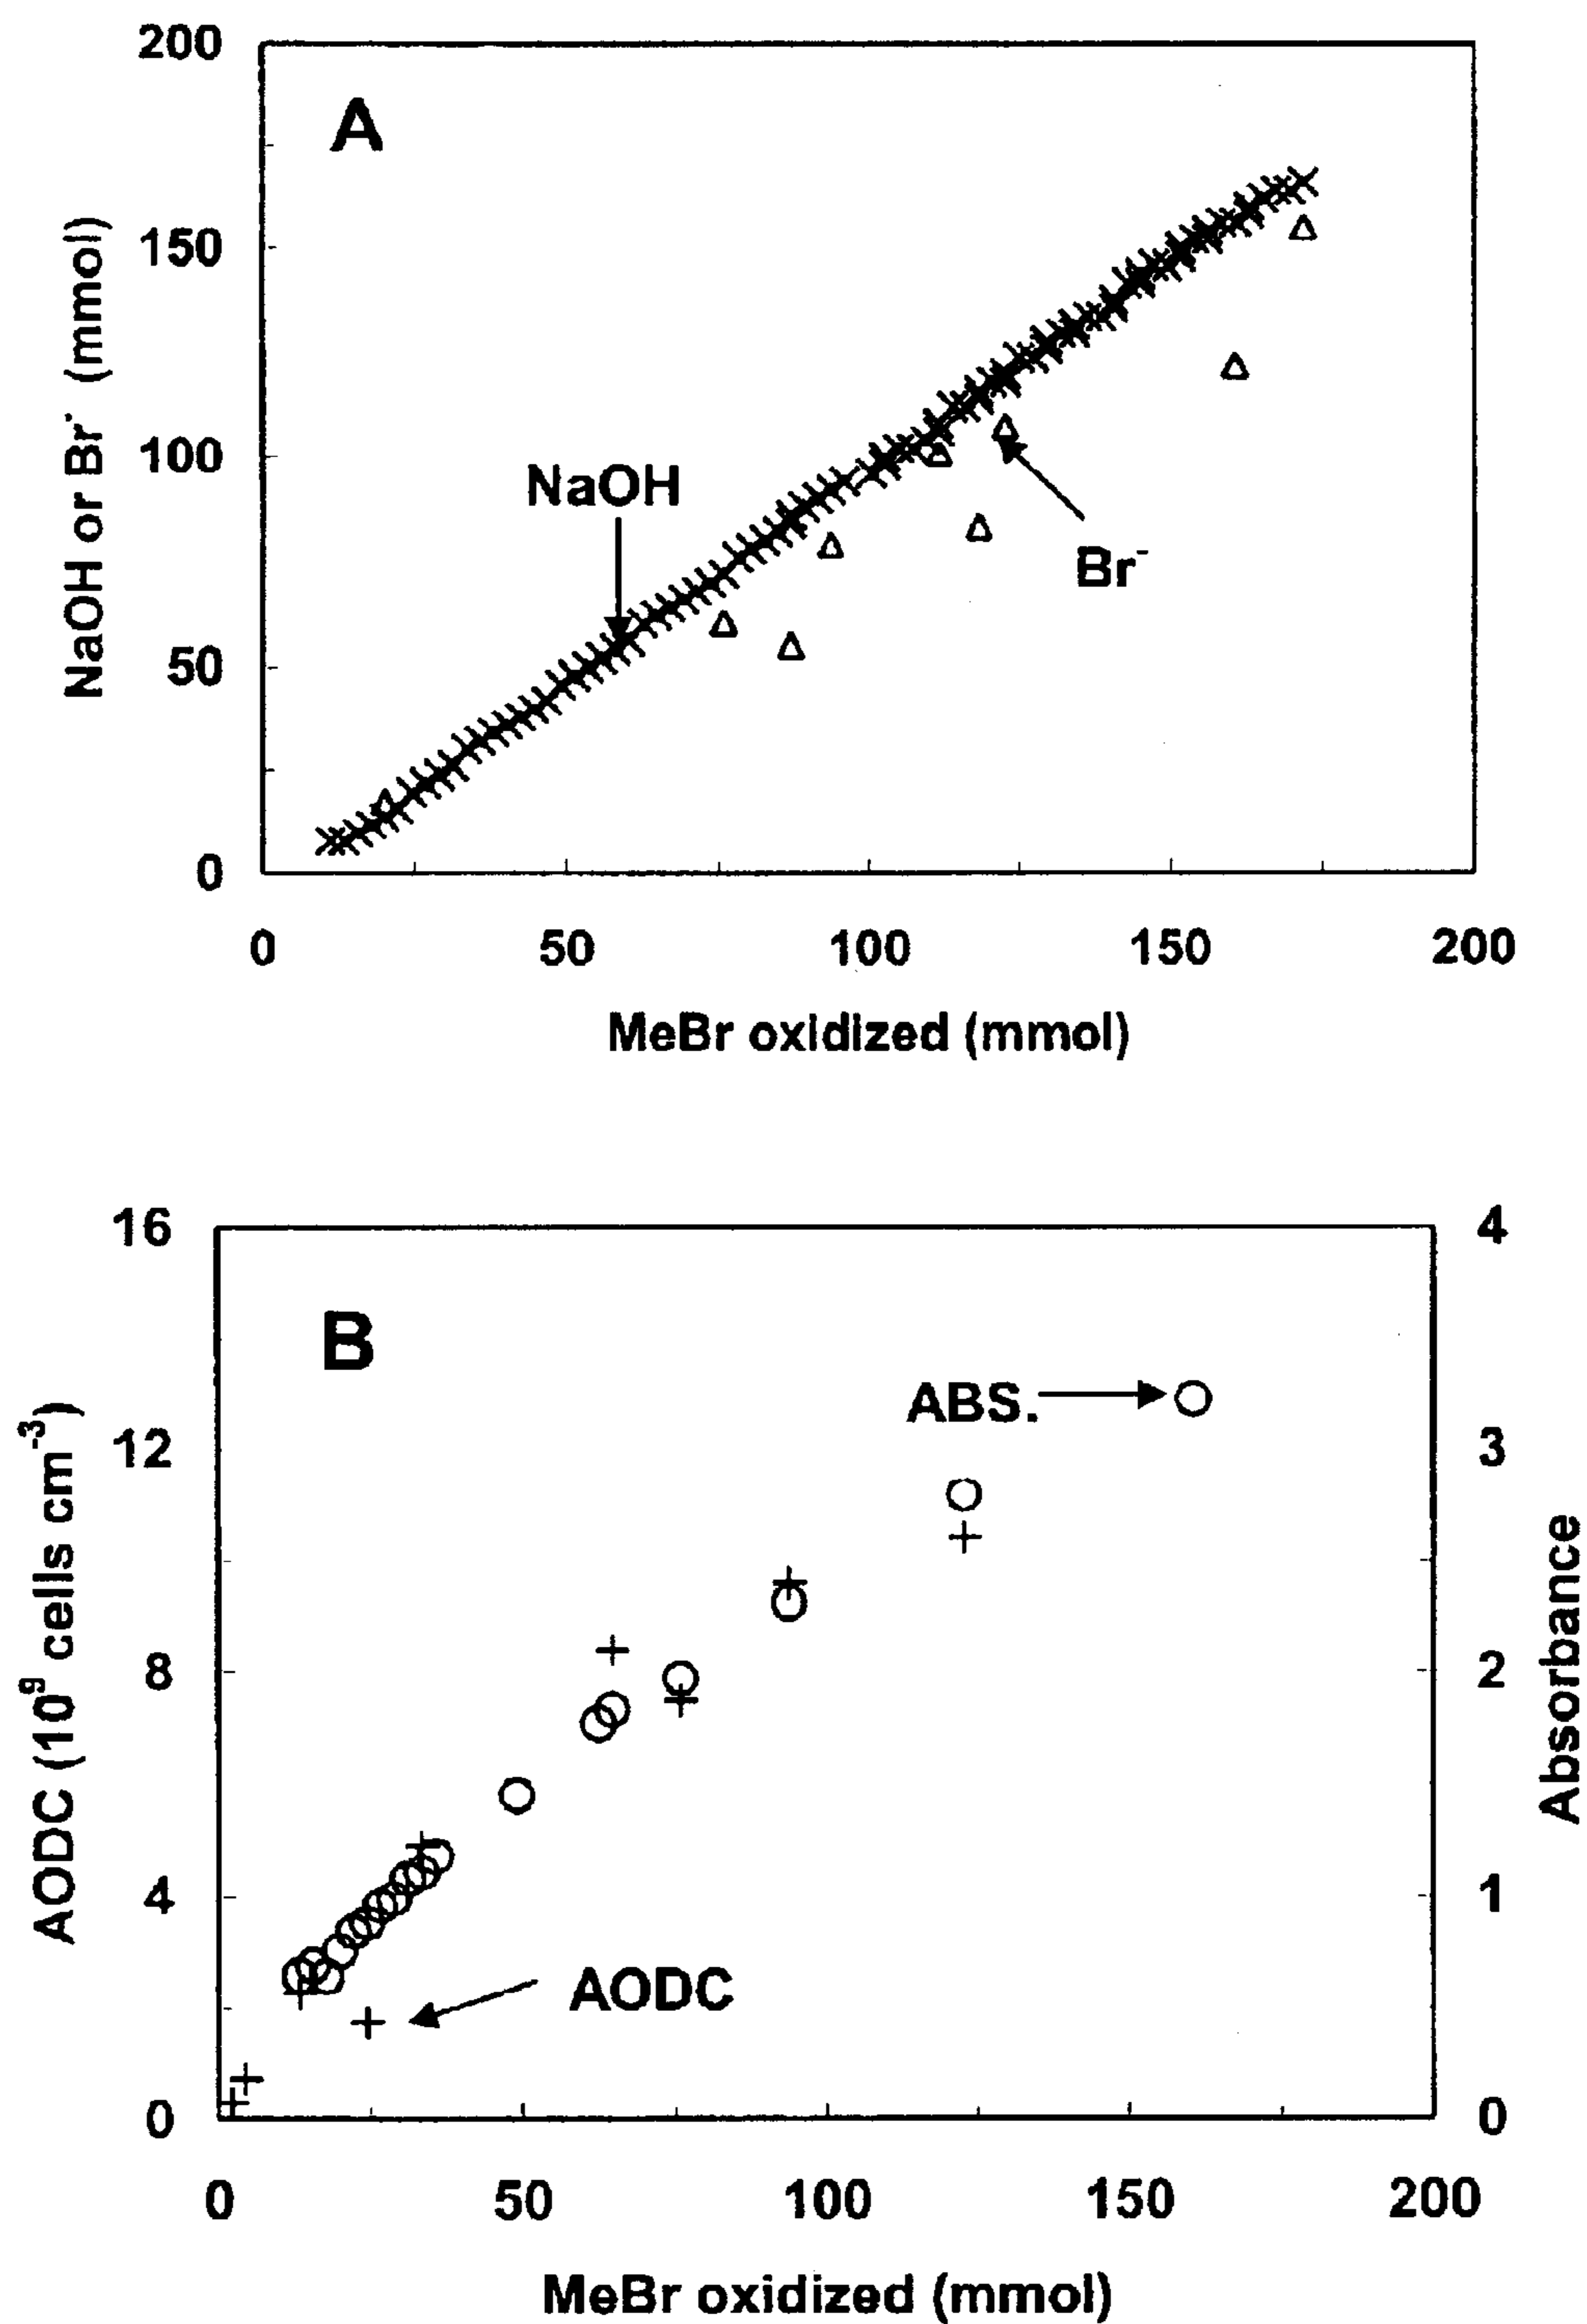 200
A
150
NaOH or Br- (mmol)
100
NaOH
Br-
50
0
0 50 100 150 200
MeBr oxidized (mmol)
16 4
B
ABS.
12 3
AODC (10⁹ cells cm⁻³)
Absorbance
8 2
4 1
AODC
0 0
0 50 100 150 200
MeBr oxidized (mmol)